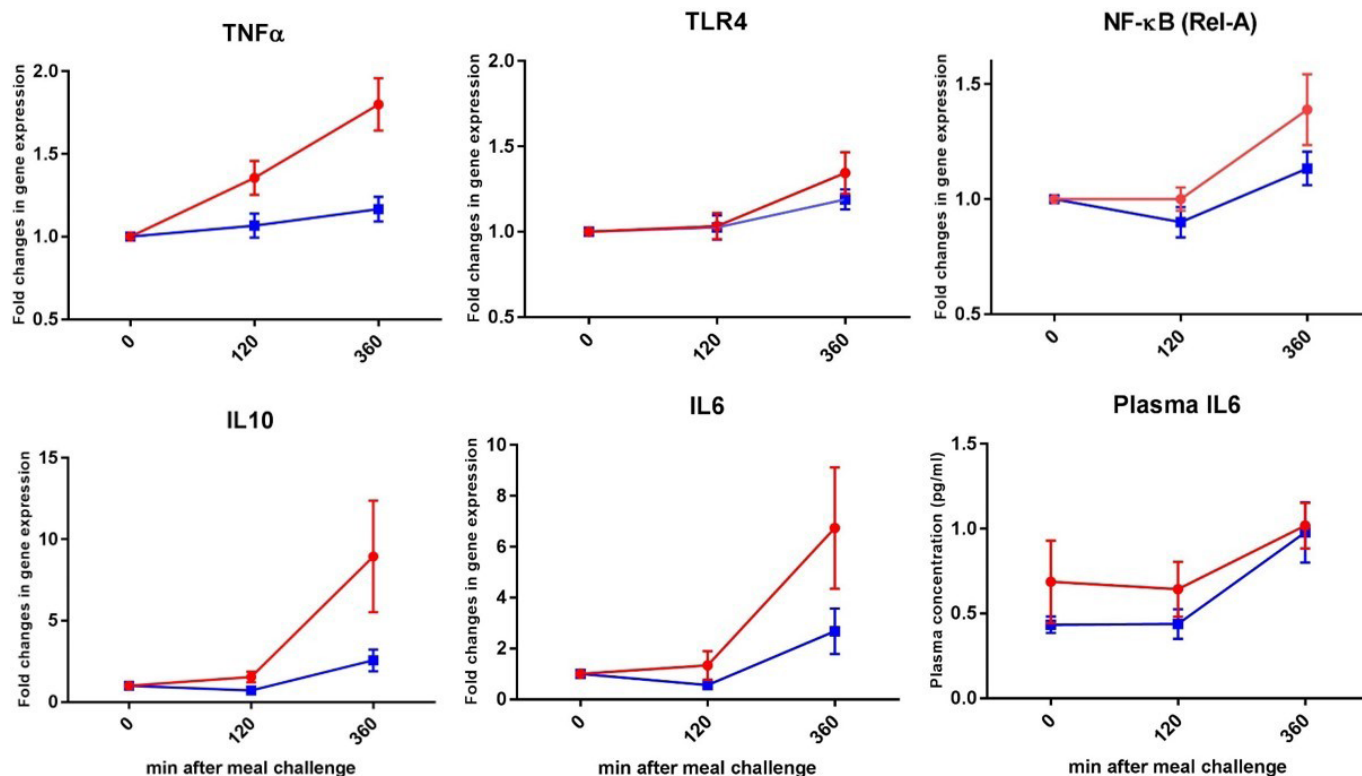 TNFα
Fold changes in gene expression
2.0
1.5
1.0
0.5
0
120
360
TLR4
Fold changes in gene expression
2.0
1.5
1.0
0.5
0
120
360
NF-κB (Rel-A)
Fold changes in gene expression
1.5
1.0
0.5
0
120
360
IL10
Fold changes in gene expression
15
10
5
0
0
120
360
min after meal challenge
IL6
Fold changes in gene expression
10
8
6
4
2
0
0
120
360
min after meal challenge
Plasma IL6
Plasma concentration (pg/ml)
1.5
1.0
0.5
0.0
0
120
360
min after meal challenge